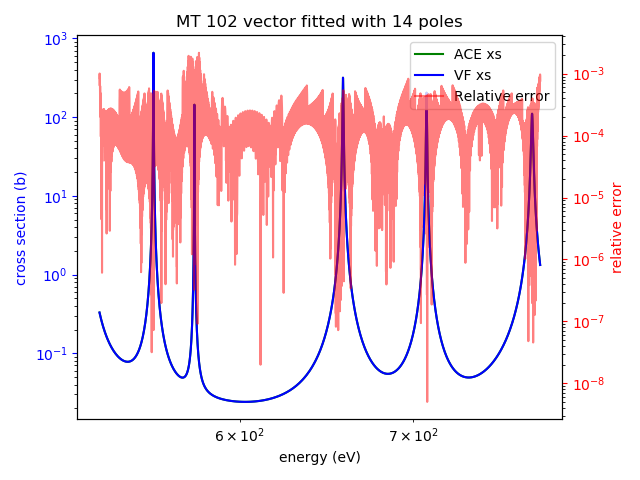 MT 102 vector fitted with 14 poles
ACE xs
VF xs
Relative error
cross section (b)
10³
10²
10¹
10⁰
10⁻¹
relative error
10⁻³
10⁻⁴
10⁻⁵
10⁻⁶
10⁻⁷
10⁻⁸
6 × 10²
7 × 10²
energy (eV)